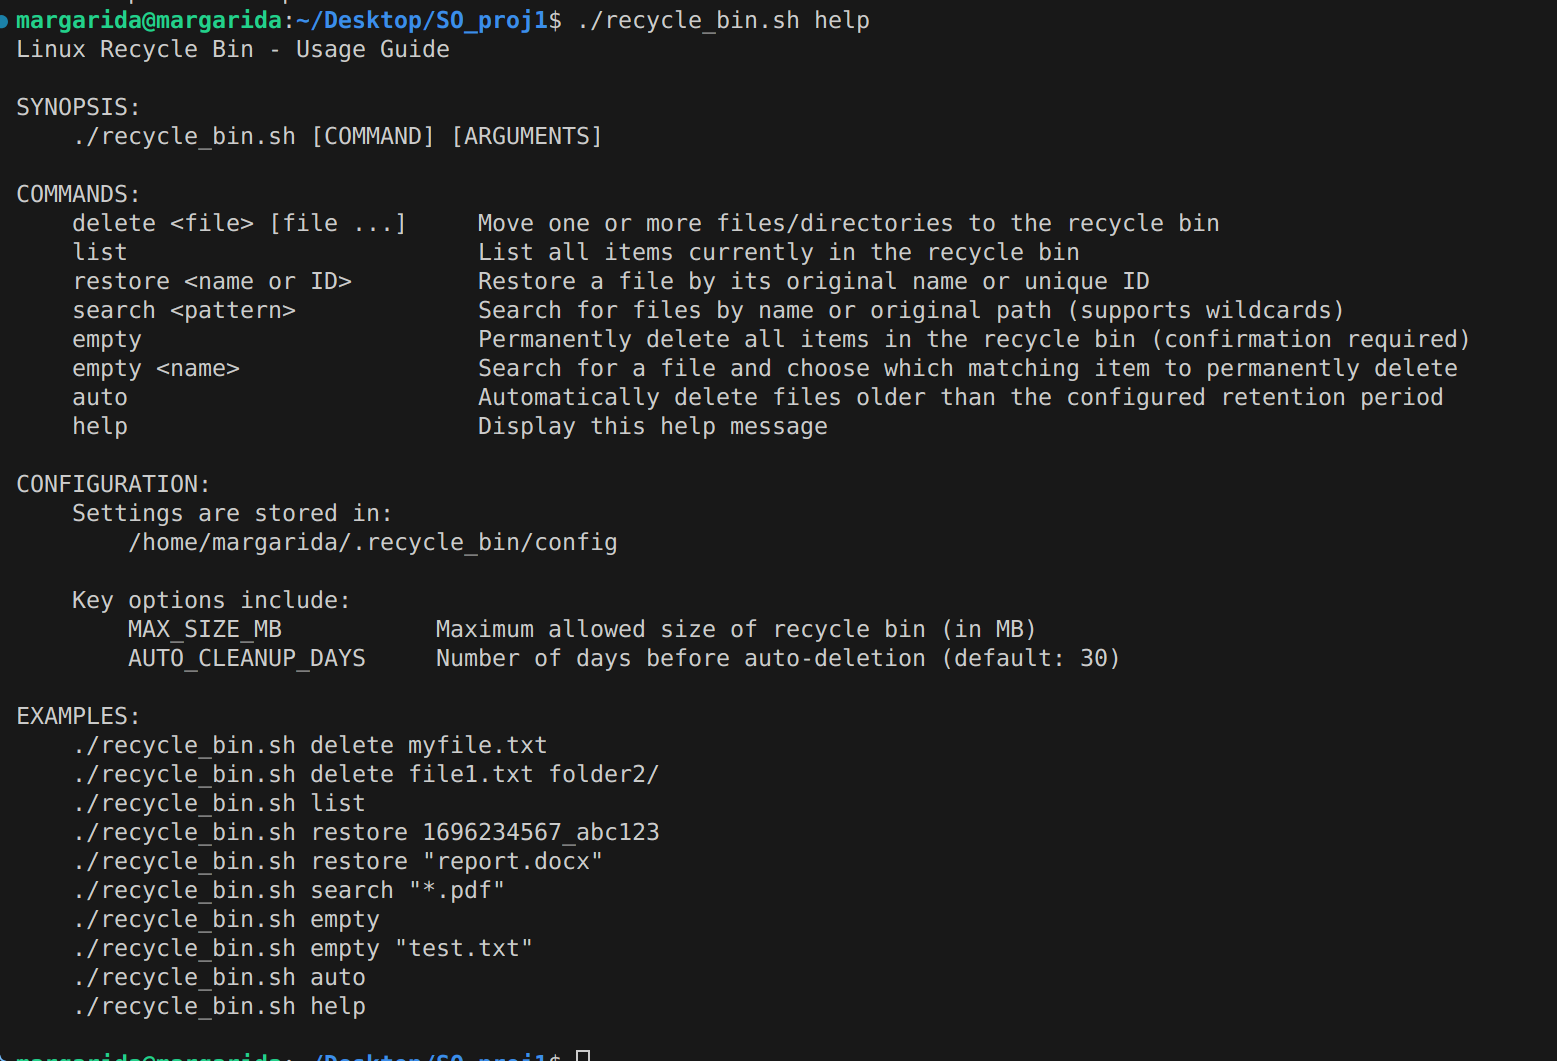 margarida@margarida:~/Desktop/SO_proj1$ ./recycle_bin.sh help
Linux Recycle Bin - Usage Guide

SYNOPSIS:
    ./recycle_bin.sh [COMMAND] [ARGUMENTS]

COMMANDS:
    delete <file> [file ...]     Move one or more files/directories to the recycle bin
    list                         List all items currently in the recycle bin
    restore <name or ID>         Restore a file by its original name or unique ID
    search <pattern>             Search for files by name or original path (supports wildcards)
    empty                        Permanently delete all items in the recycle bin (confirmation required)
    empty <name>                 Search for a file and choose which matching item to permanently delete
    auto                         Automatically delete files older than the configured retention period
    help                         Display this help message

CONFIGURATION:
    Settings are stored in:
        /home/margarida/.recycle_bin/config

    Key options include:
        MAX_SIZE_MB           Maximum allowed size of recycle bin (in MB)
        AUTO_CLEANUP_DAYS     Number of days before auto-deletion (default: 30)

EXAMPLES:
    ./recycle_bin.sh delete myfile.txt
    ./recycle_bin.sh delete file1.txt folder2/
    ./recycle_bin.sh list
    ./recycle_bin.sh restore 1696234567_abc123
    ./recycle_bin.sh restore "report.docx"
    ./recycle_bin.sh search "*.pdf"
    ./recycle_bin.sh empty
    ./recycle_bin.sh empty "test.txt"
    ./recycle_bin.sh auto
    ./recycle_bin.sh help

margarida@margarida:~/Desktop/SO_proj1$